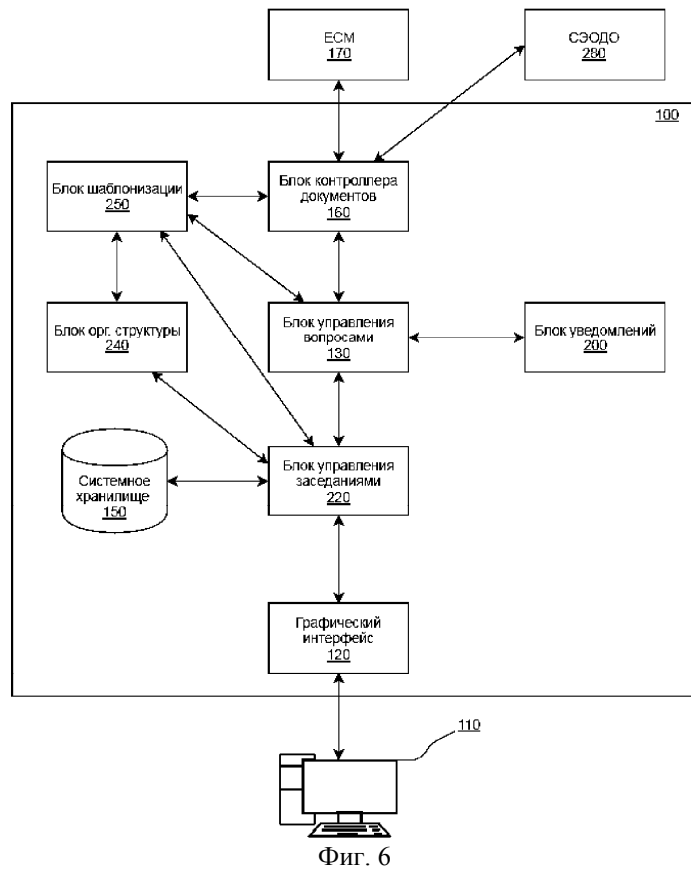 ECM
170
СЭОДО
280
100
Блок шаблонизации
250
Блок контроллера
документов
160
Блок орг. структуры
240
Блок управления
вопросами
130
Блок уведомлений
200
Системное
хранилище
150
Блок управления
заседаниями
220
Графический
интерфейс
120
110
Фиг. 6